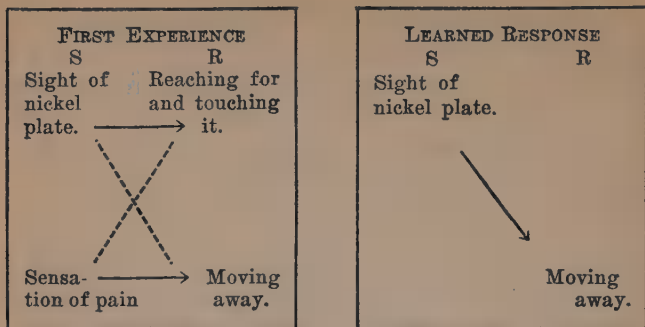 FIRST EXPERIENCE
S R
Sight of Reaching for
nickel and touching
plate. it.
Sensa- Moving
tion of pain away.
LEARNED RESPONSE
S R
Sight of
nickel plate.
Moving
away.